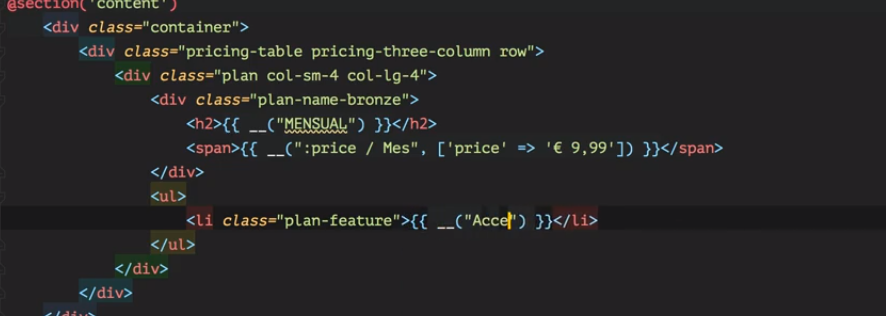 @section('content')
<div class="container">
<div class="pricing-table pricing-three-column row">
<div class="plan col-sm-4 col-lg-4">
<div class="plan-name-bronze">
<h2>{{ __("MENSUAL") }}</h2>
<span>{{ __(":price / Mes", ['price' => '€ 9,99']) }}</span>
</div>
<ul>
<li class="plan-feature">{{ __("Acce") }}</li>
</ul>
</div>
</div>
</div>